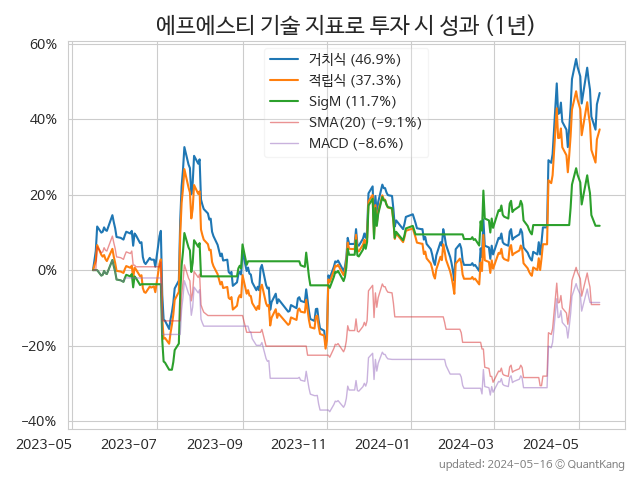 에프에스티 기술 지표로 투자 시 성과 (1년)
60%
40%
20%
0%
−20%
−40%
거치식 (46.9%)
적립식 (37.3%)
SigM (11.7%)
SMA(20) (−9.1%)
MACD (−8.6%)
2023-05
2023-07
2023-09
2023-11
2024-01
2024-03
2024-05
updated: 2024-05-16 ⓒ QuantKang